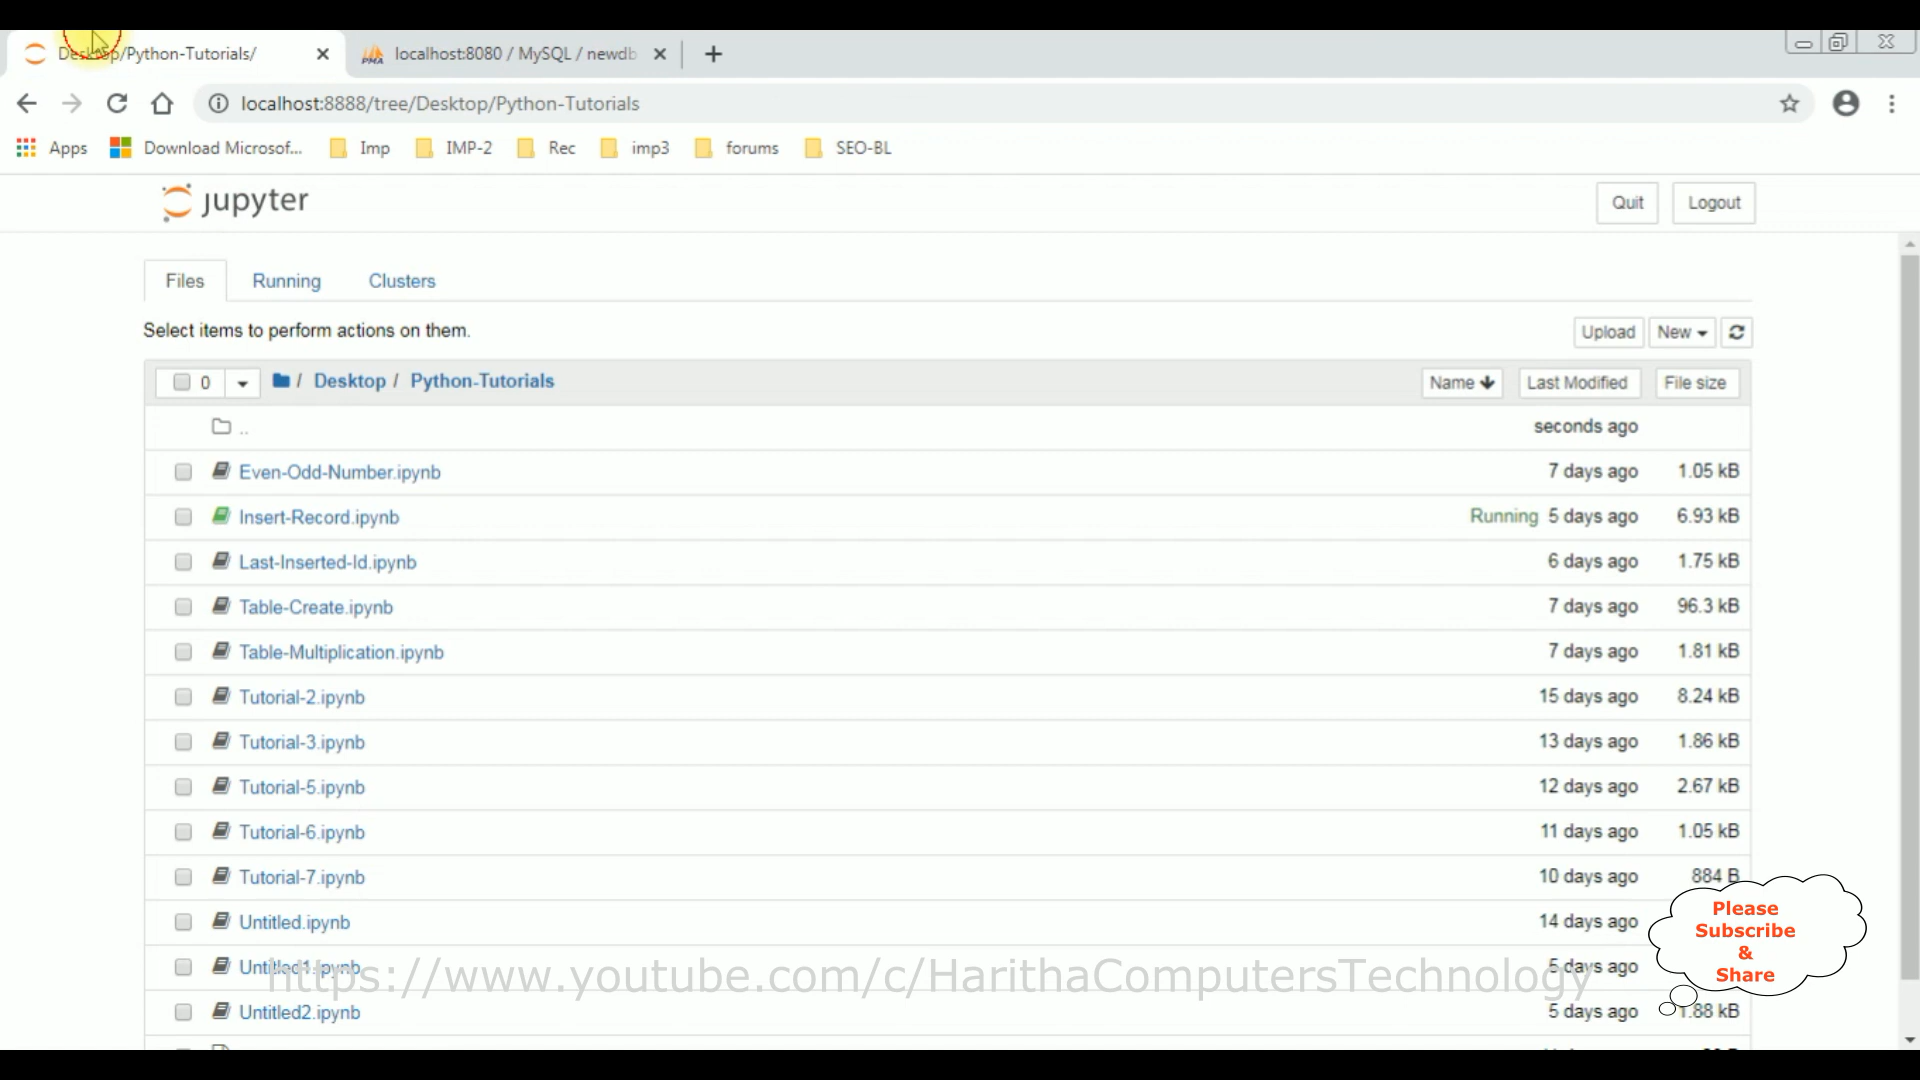 Desktop/Python-Tutorials/
localhost:8080 / MySQL / newdb
localhost:8888/tree/Desktop/Python-Tutorials
Apps Download Microsof... Imp IMP-2 Rec imp3 forums SEO-BL
jupyter
Quit Logout
Files Running Clusters
Select items to perform actions on them.
Upload New
0 / Desktop / Python-Tutorials Name Last Modified File size
.. seconds ago
Even-Odd-Number.ipynb 7 days ago 1.05 kB
Insert-Record.ipynb Running 5 days ago 6.93 kB
Last-Inserted-Id.ipynb 6 days ago 1.75 kB
Table-Create.ipynb 7 days ago 96.3 kB
Table-Multiplication.ipynb 7 days ago 1.81 kB
Tutorial-2.ipynb 15 days ago 8.24 kB
Tutorial-3.ipynb 13 days ago 1.86 kB
Tutorial-5.ipynb 12 days ago 2.67 kB
Tutorial-6.ipynb 11 days ago 1.05 kB
Tutorial-7.ipynb 10 days ago 884 B
Untitled.ipynb 14 days ago
Untitled1.ipynb 5 days ago
https://www.youtube.com/c/HarithaComputersTechnology
Untitled2.ipynb 5 days ago 1.88 kB
Please
Subscribe
&
Share